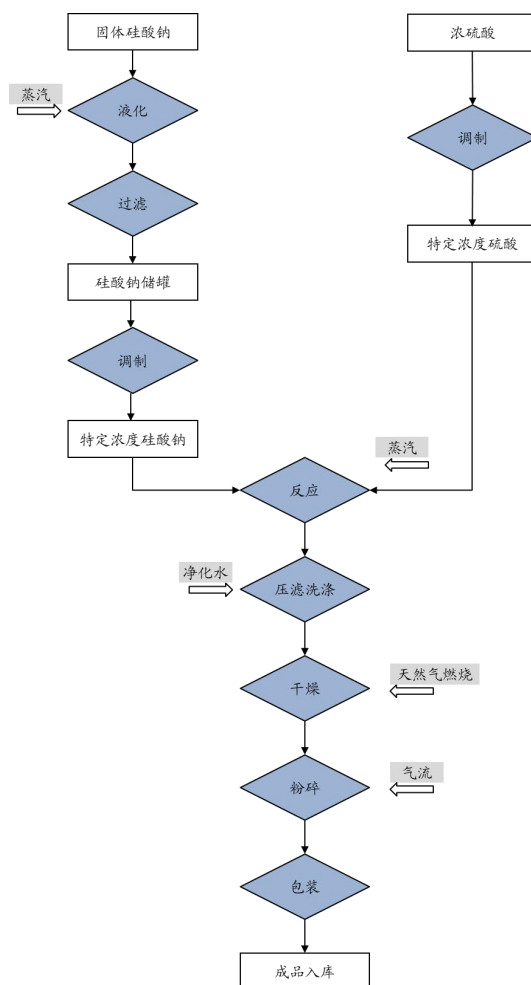 固体硅酸钠
浓硫酸
蒸汽
液化
调制
过滤
特定浓度硫酸
硅酸钠储罐
调制
特定浓度硅酸钠
蒸汽
反应
净化水
压滤洗涤
天然气燃烧
干燥
气流
粉碎
包装
成品入库